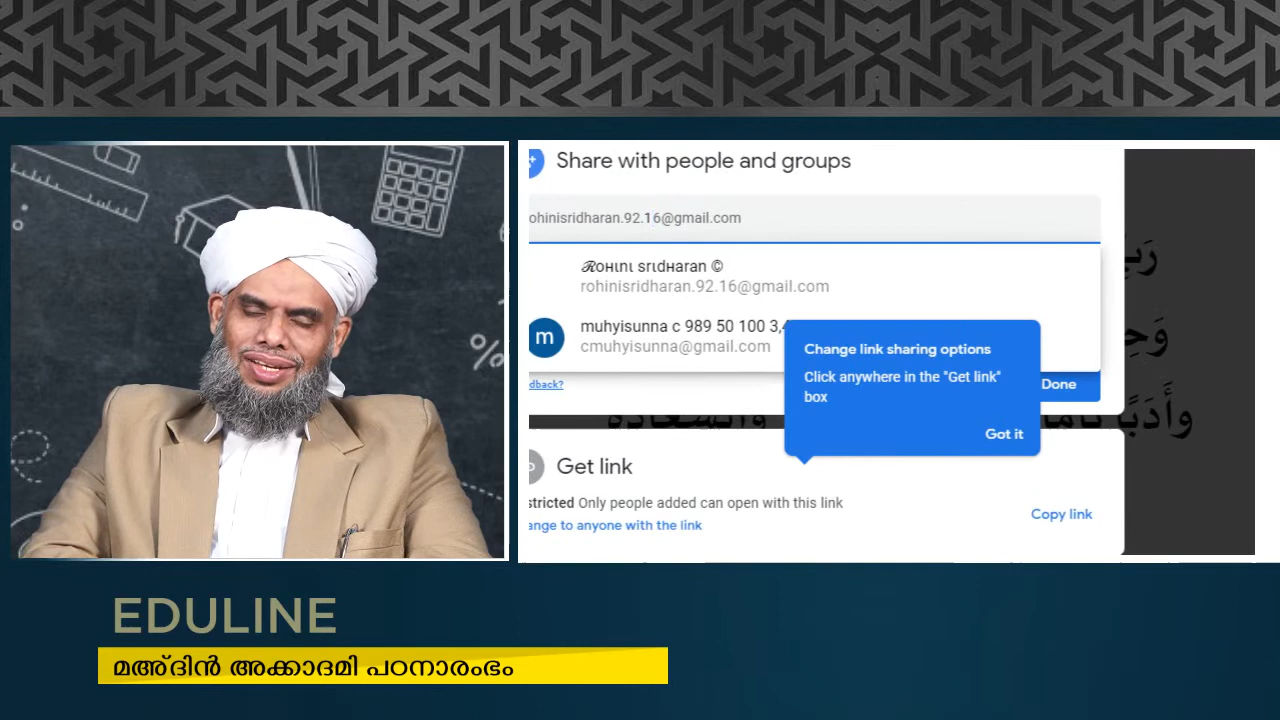 Share with people and groups
ohinisridharan.92.16@gmail.com
ℛoнιnι srιdнaran ©
rohinisridharan.92.16@gmail.com
m
muhyisunna c 989 50 100 3,4
cmuhyisunna@gmail.com
Change link sharing options
Click anywhere in the "Get link"
box
Got it
dback?
Done
Get link
stricted Only people added can open with this link
ange to anyone with the link
Copy link
%
EDULINE
മഅ്ദിൻ അക്കാദമി പഠനാരംഭം